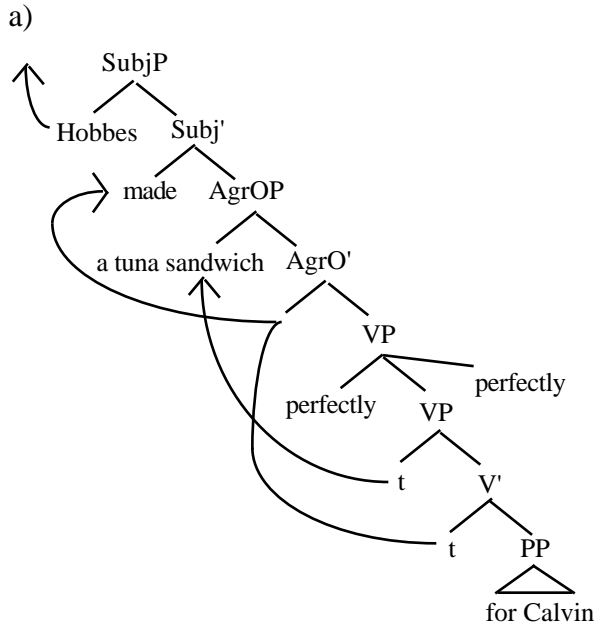 a)
SubjP
Hobbes Subj'
made AgrOP
a tuna sandwich AgrO'
VP
perfectly VP perfectly
t V'
t PP
for Calvin